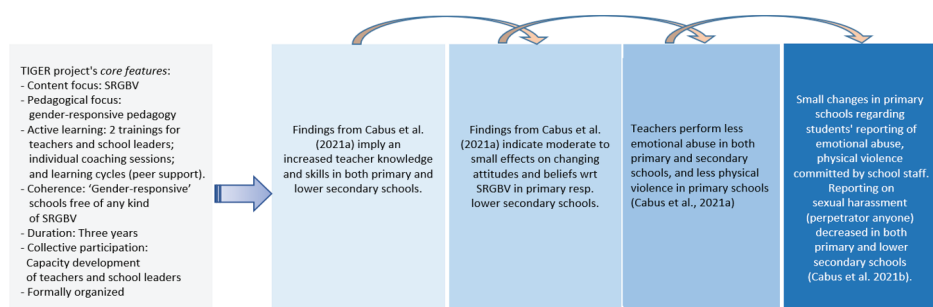 TIGER project's core features:
- Content focus: SRGBV
- Pedagogical focus:
gender-responsive pedagogy
- Active learning: 2 trainings for
teachers and school leaders;
individual coaching sessions;
and learning cycles (peer support).
- Coherence: ‘Gender-responsive’
schools free of any kind
of SRGBV
- Duration: Three years
- Collective participation:
Capacity development
of teachers and school leaders
- Formally organized
Findings from Cabus et al.
(2021a) imply an
increased teacher knowledge
and skills in both primary and
lower secondary schools.
Findings from Cabus et al.
(2021a) indicate moderate to
small effects on changing
attitudes and beliefs wrt
SRGBV in primary resp.
lower secondary schools.
Teachers perform less
emotional abuse in both
primary and secondary
schools, and less physical
violence in primary schools
(Cabus et al., 2021a)
Small changes in primary
schools regarding
students' reporting of
emotional abuse,
physical violence
committed by school staff.
Reporting on
sexual harassment
(perpetrator anyone)
decreased in both
primary and lower
secondary schools
(Cabus et al. 2021b).